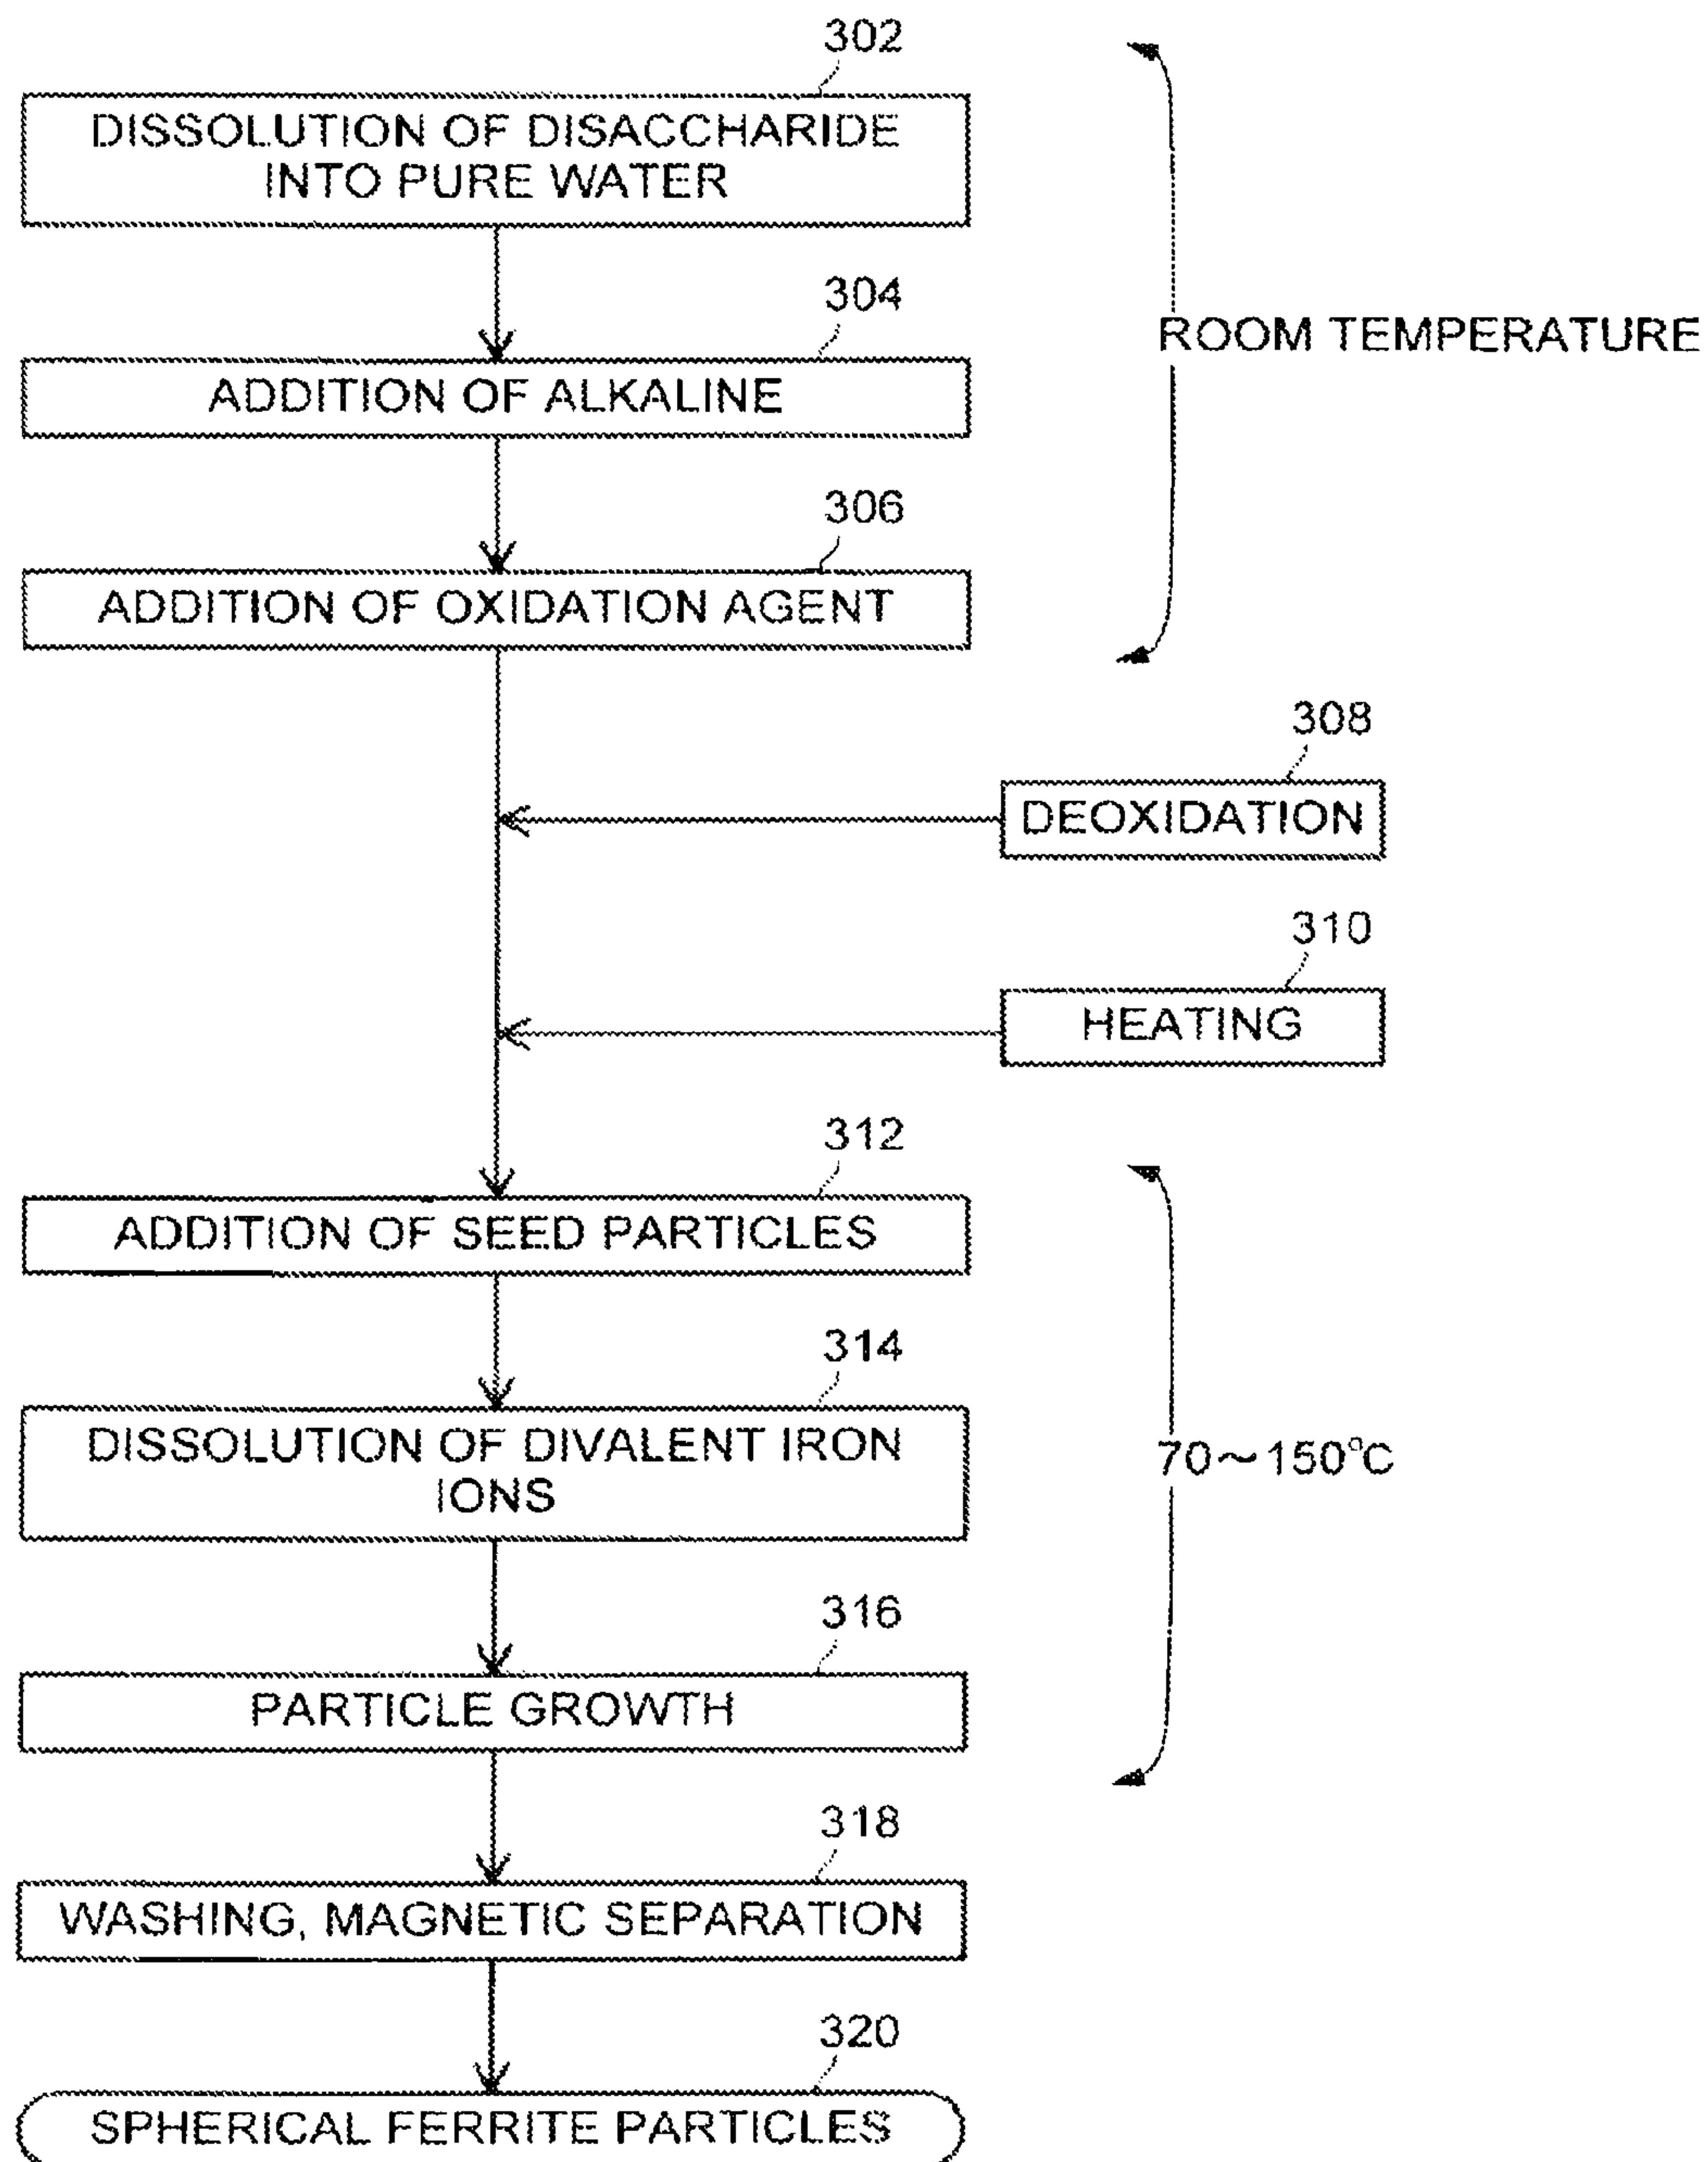 302
DISSOLUTION OF DISACCHARIDE
INTO PURE WATER
304
ADDITION OF ALKALINE
ROOM TEMPERATURE
306
ADDITION OF OXIDATION AGENT
308
DEOXIDATION
310
HEATING
312
ADDITION OF SEED PARTICLES
314
DISSOLUTION OF DIVALENT IRON
IONS
70～150℃
316
PARTICLE GROWTH
318
WASHING, MAGNETIC SEPARATION
320
SPHERICAL FERRITE PARTICLES